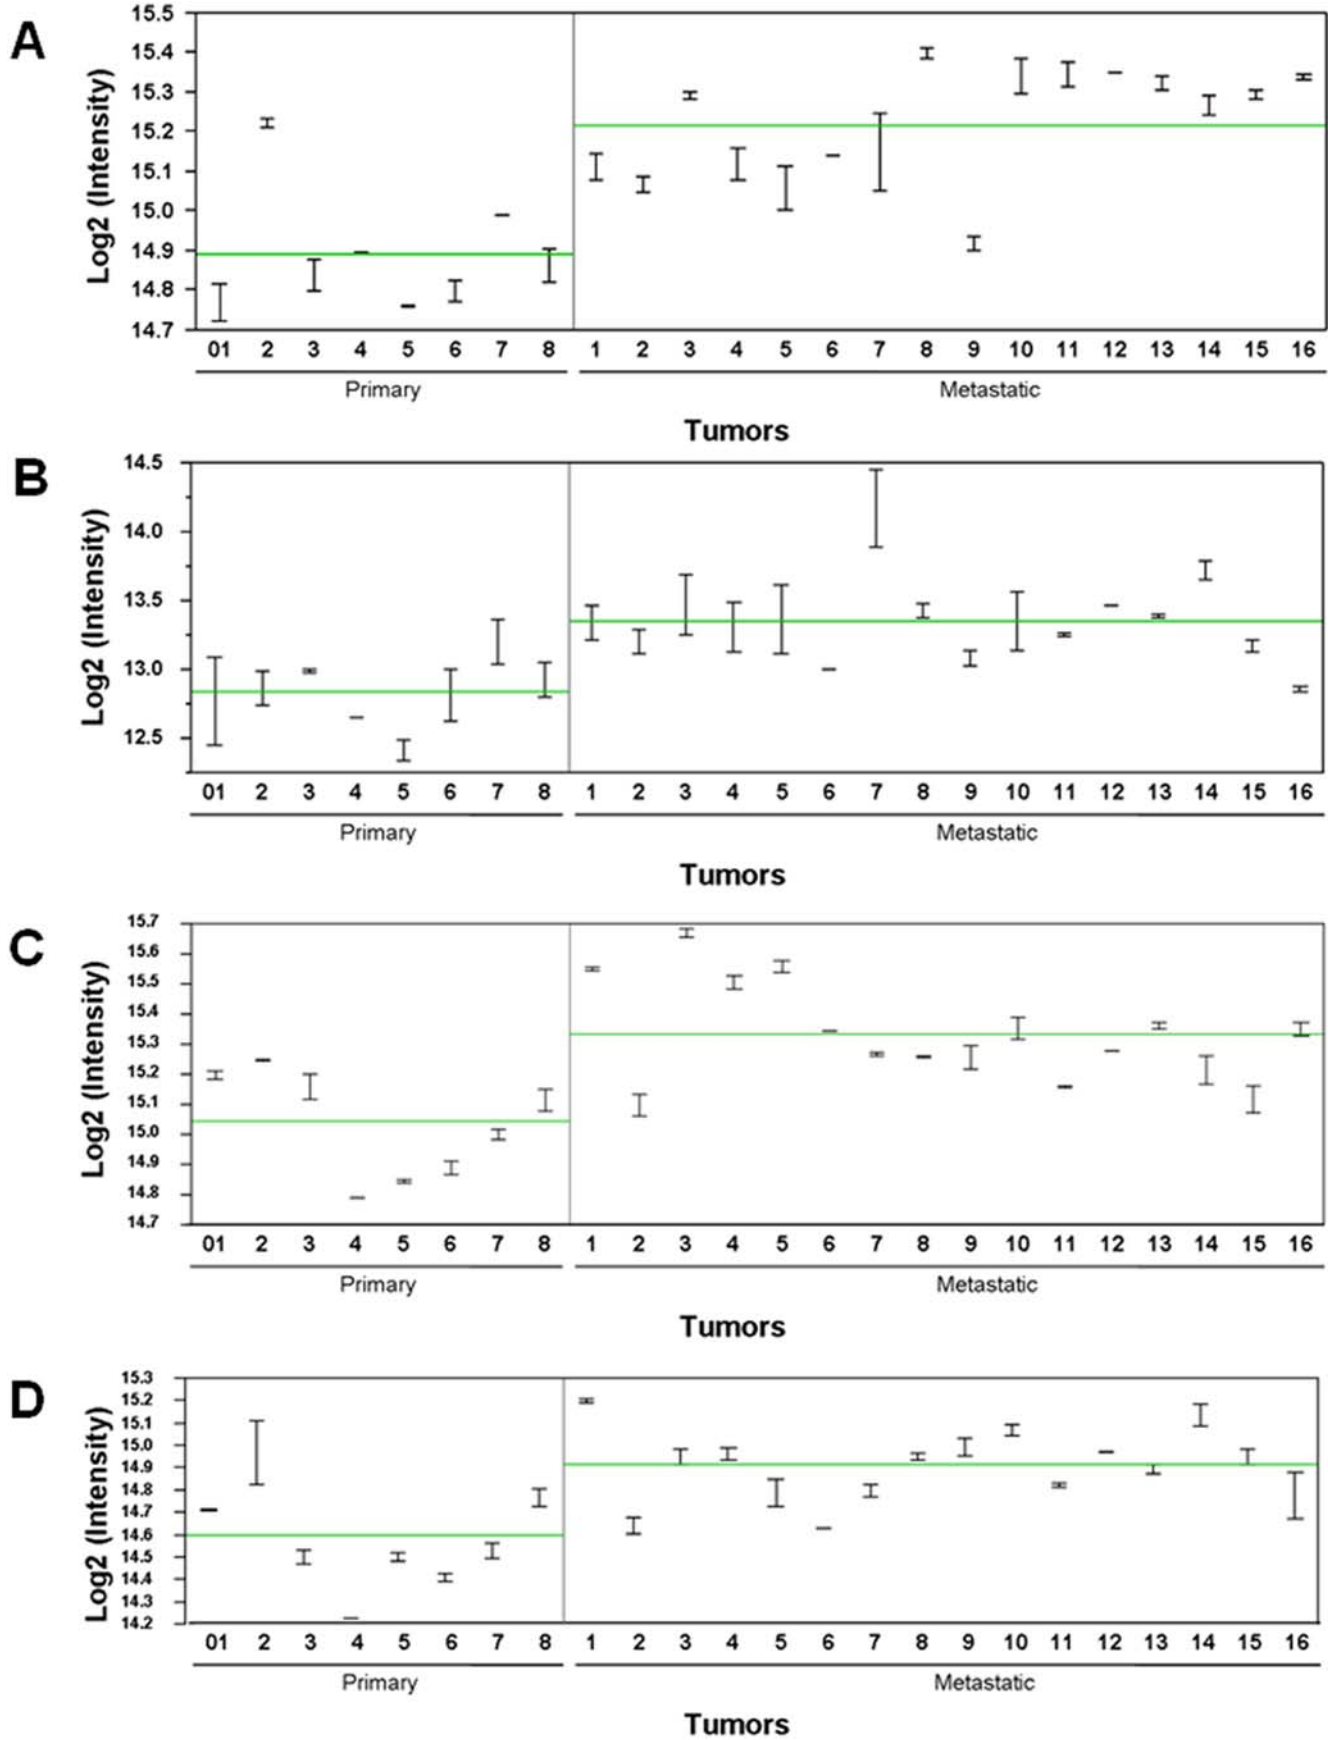 A
Log2 (Intensity)
15.5
15.4
15.3
15.2
15.1
15.0
14.9
14.8
14.7
01 2 3 4 5 6 7 8 1 2 3 4 5 6 7 8 9 10 11 12 13 14 15 16
Primary Metastatic
Tumors
B
Log2 (Intensity)
14.5
14.0
13.5
13.0
12.5
01 2 3 4 5 6 7 8 1 2 3 4 5 6 7 8 9 10 11 12 13 14 15 16
Primary Metastatic
Tumors
C
Log2 (Intensity)
15.7
15.6
15.5
15.4
15.3
15.2
15.1
15.0
14.9
14.8
14.7
01 2 3 4 5 6 7 8 1 2 3 4 5 6 7 8 9 10 11 12 13 14 15 16
Primary Metastatic
Tumors
D
Log2 (Intensity)
15.3
15.2
15.1
15.0
14.9
14.8
14.7
14.6
14.5
14.4
14.3
14.2
01 2 3 4 5 6 7 8 1 2 3 4 5 6 7 8 9 10 11 12 13 14 15 16
Primary Metastatic
Tumors